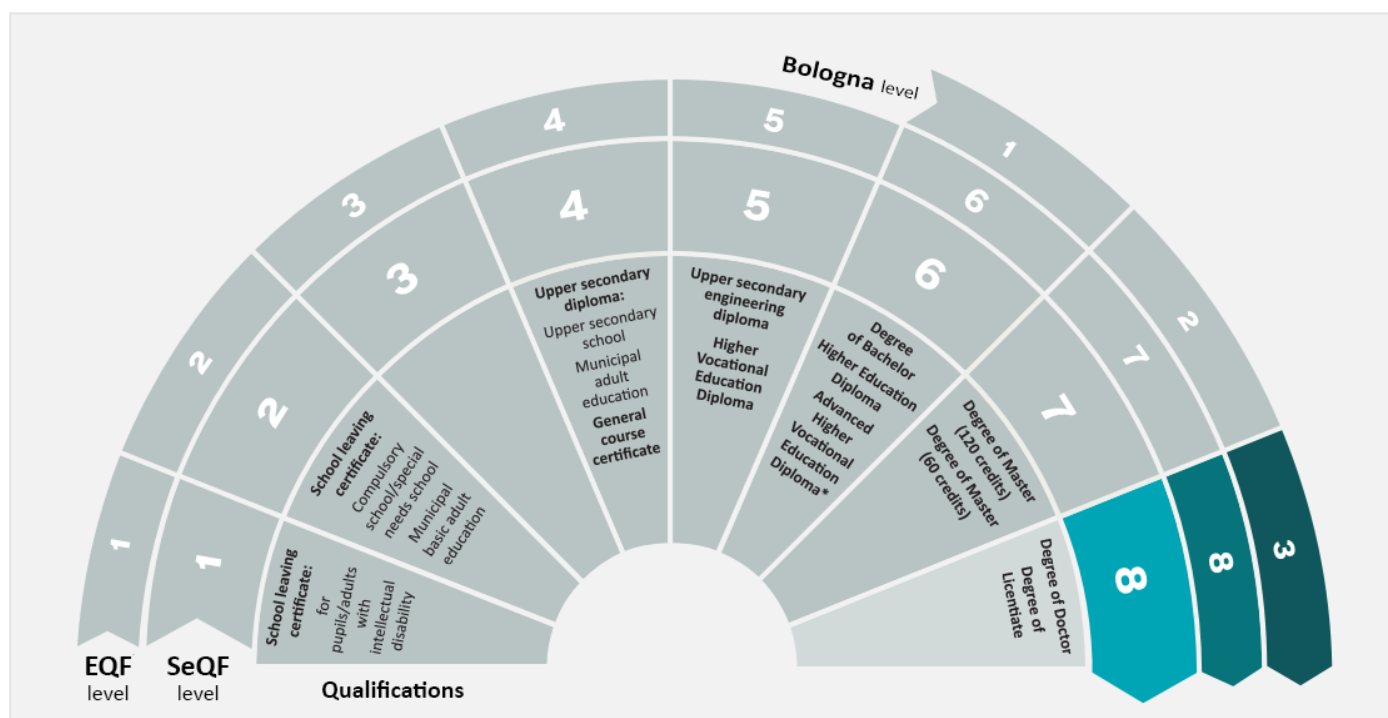 Bologna level
1
2
3
4
5
1
2
3
1
2
3
4
5
6
7
8
6
7
8
School leaving
certificate:
for
pupils/adults
with
intellectual
disability
School leaving
certificate:
Compulsory
school/special
needs school
Municipal
basic adult
education
Upper secondary
diploma:
Upper secondary
school
Municipal
adult
education
General
course
certificate
Upper secondary
engineering
diploma
Higher
Vocational
Education
Diploma
Degree
of Bachelor
Higher Education
Diploma
Advanced
Higher
Vocational
Education
Diploma*
Degree of Master
(120 credits)
Degree of Master
(60 credits)
Degree of Doctor
Degree of
Licentiate
EQF
level
SeQF
level
Qualifications